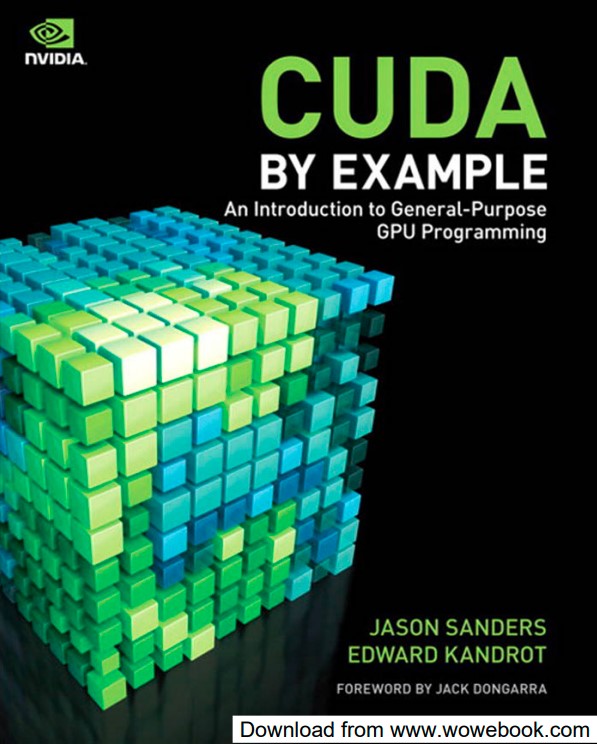 NVIDIA.
CUDA
BY EXAMPLE
An Introduction to General-Purpose
GPU Programming
JASON SANDERS
EDWARD KANDROT
FOREWORD BY JACK DONGARRA
Download from www.wowebook.com